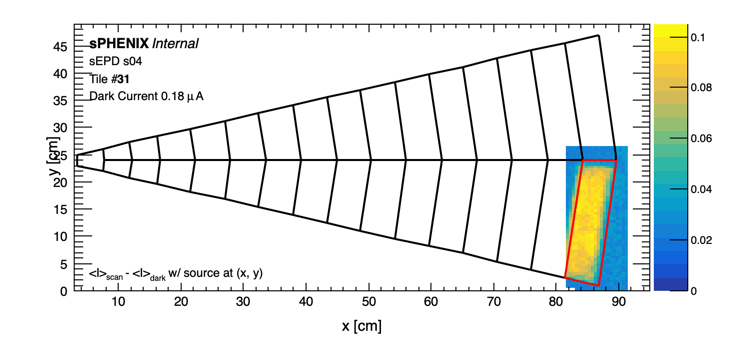 sPHENIX Internal
sEPD s04
Tile #31
Dark Current 0.18 μA
<I>scan - <I>dark w/ source at (x, y)
y [cm]
45
40
35
30
25
20
15
10
5
0
10 20 30 40 50 60 70 80 90
x [cm]
0.1
0.08
0.06
0.04
0.02
0